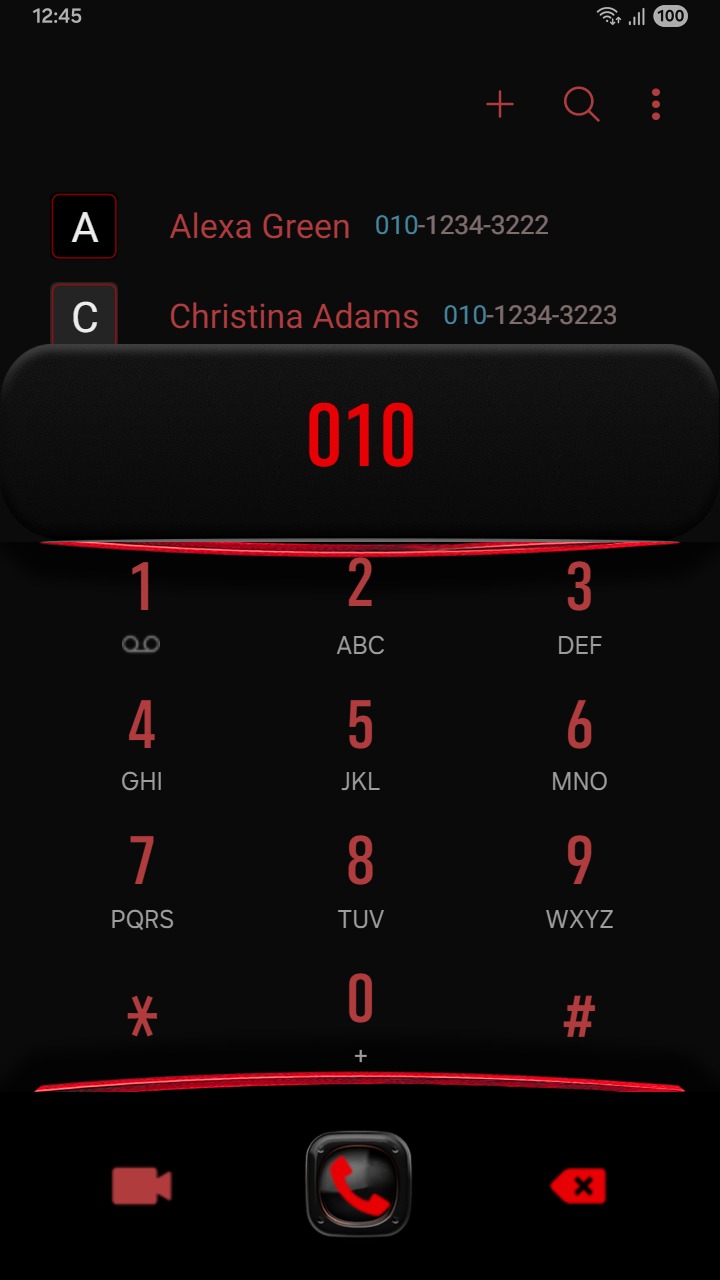 12:45 100
A Alexa Green 010-1234-3222
C Christina Adams 010-1234-3223
010
1 2 3
ABC DEF
4 5 6
GHI JKL MNO
7 8 9
PQRS TUV WXYZ
* 0 #
+